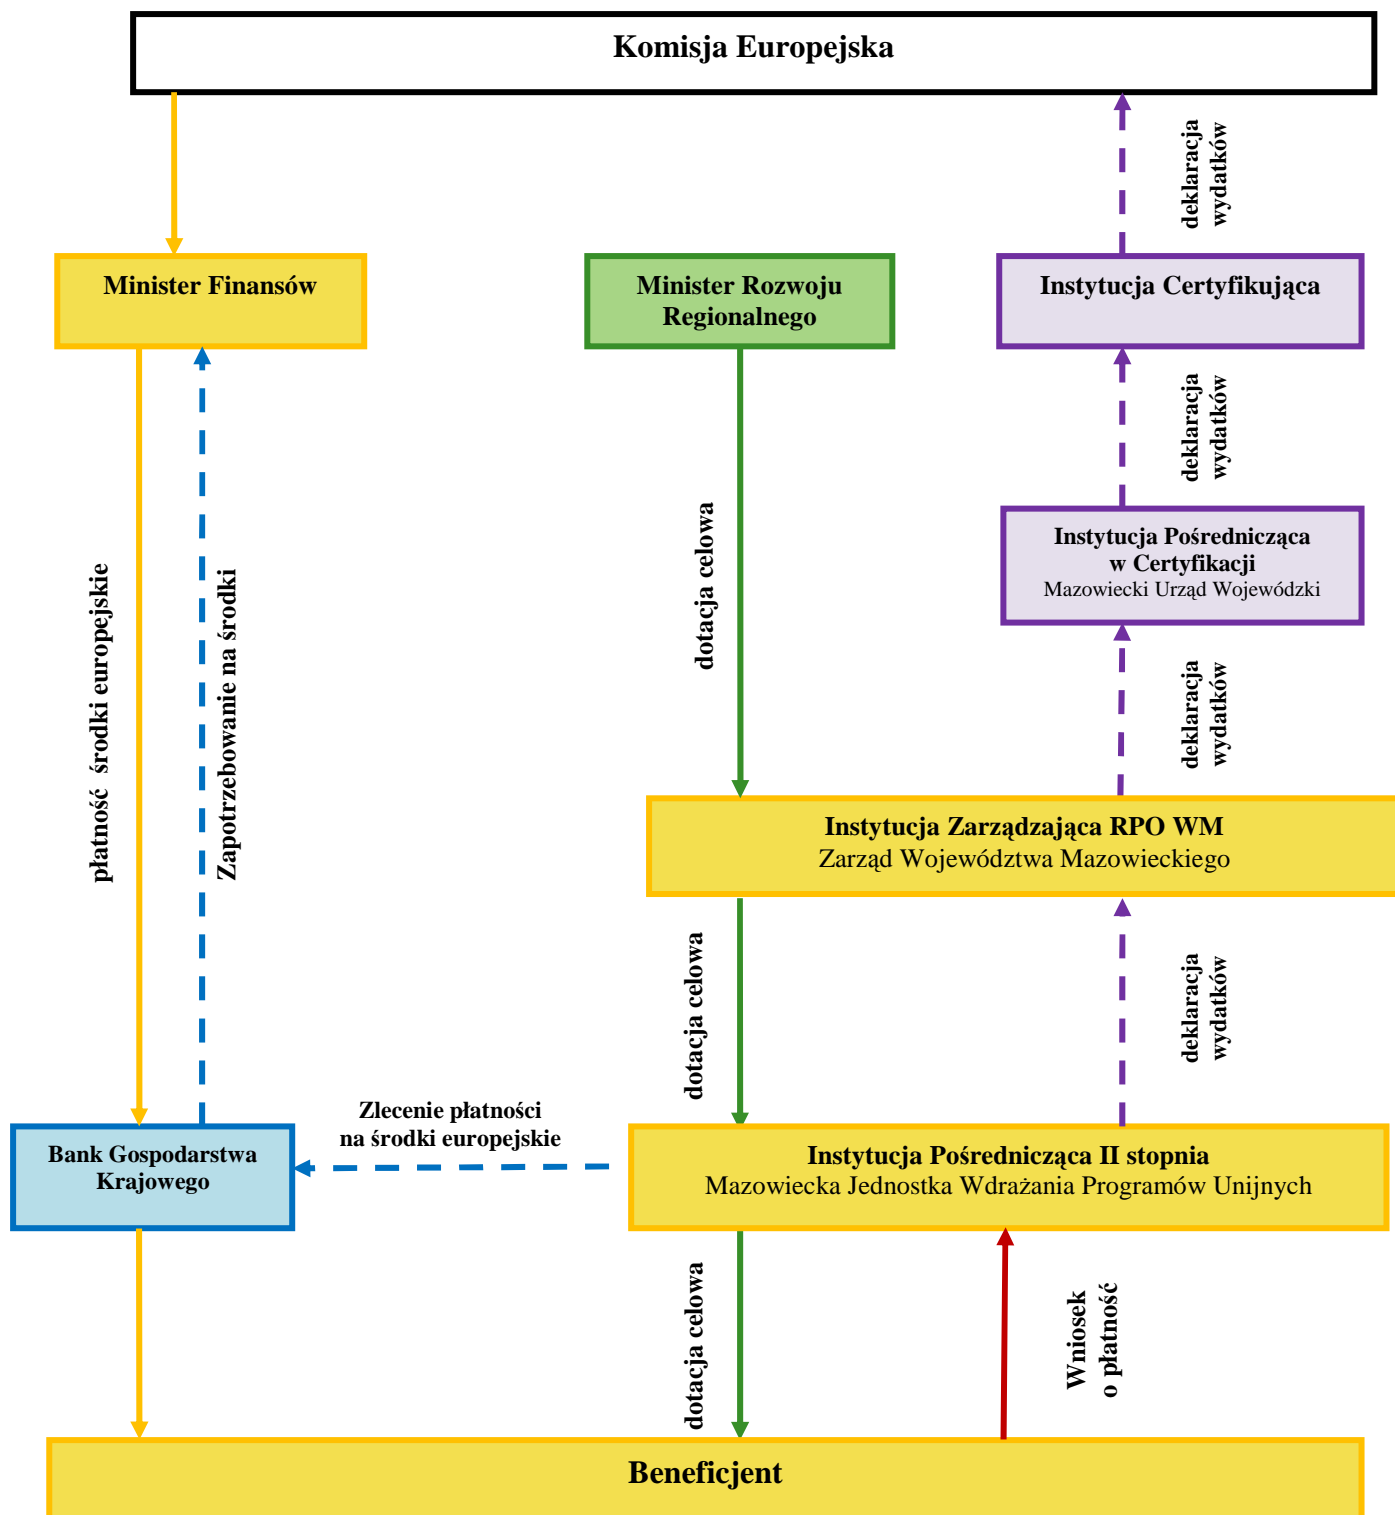 Komisja Europejska
deklaracja
wydatków
Minister Finansów
Minister Rozwoju
Regionalnego
Instytucja Certyfikująca
deklaracja
wydatków
płatność  środki europejskie
Zapotrzebowanie na środki
dotacja celowa
Instytucja Pośrednicząca
w Certyfikacji
Mazowiecki Urząd Wojewódzki
deklaracja
wydatków
Instytucja Zarządzająca RPO WM
Zarząd Województwa Mazowieckiego
dotacja celowa
deklaracja
wydatków
Zlecenie płatności
na środki europejskie
Bank Gospodarstwa
Krajowego
Instytucja Pośrednicząca II stopnia
Mazowiecka Jednostka Wdrażania Programów Unijnych
dotacja celowa
Wniosek
o płatność
Beneficjent